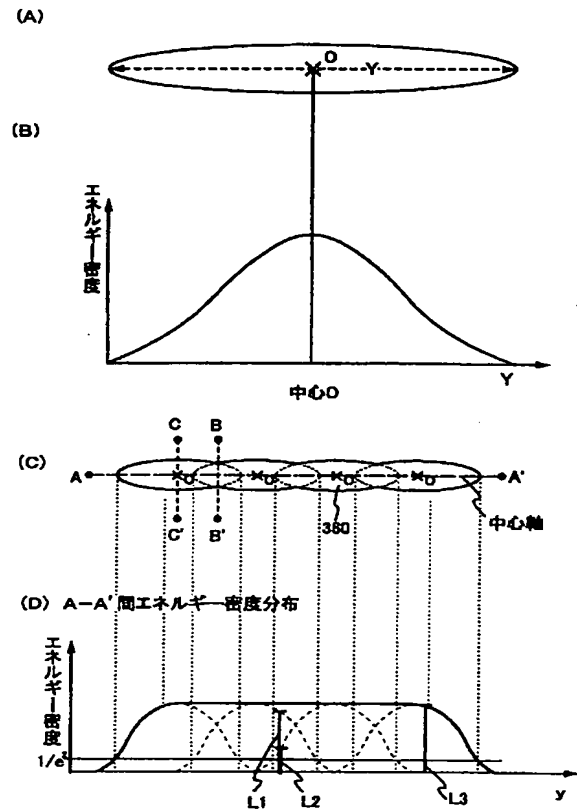 (A)
O
Y
(B)
エネルギー密度
中心O
Y
C
B
(C)
A
O
O
O
O
A'
C'
B'
360
中心軸
(D) A-A'間エネルギー密度分布
エネルギー密度
1/e²
L1
L2
L3
y